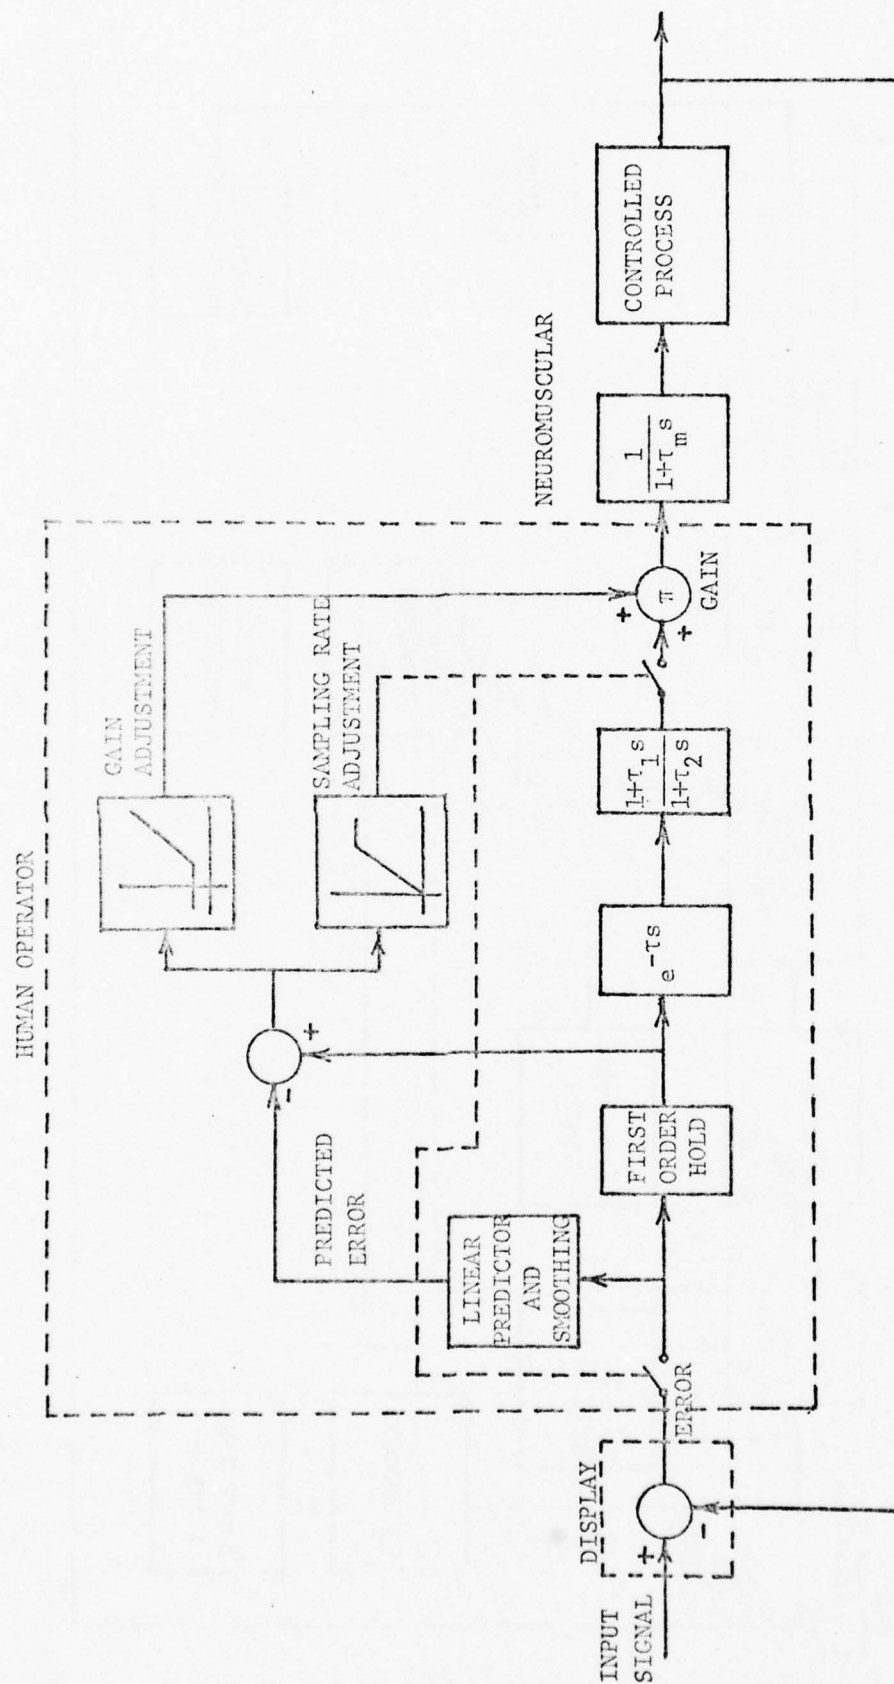 HUMAN OPERATOR
GAIN
ADJUSTMENT
SAMPLING RATE
ADJUSTMENT
PREDICTED
ERROR
LINEAR
PREDICTOR
AND
SMOOTHING
NEUROMUSCULAR
INPUT
SIGNAL
DISPLAY
+
-
ERROR
FIRST
ORDER
HOLD
-
+
e^-τs
1+τ1s
1+τ2s
+
+
π
GAIN
1
1+τms
CONTROLLED
PROCESS